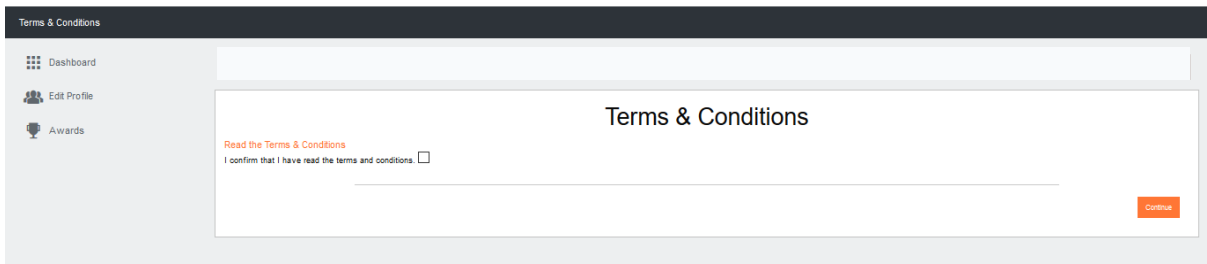 Terms & Conditions
Dashboard
Edit Profile
Awards
Terms & Conditions
Read the Terms & Conditions
I confirm that I have read the terms and conditions.
Continue